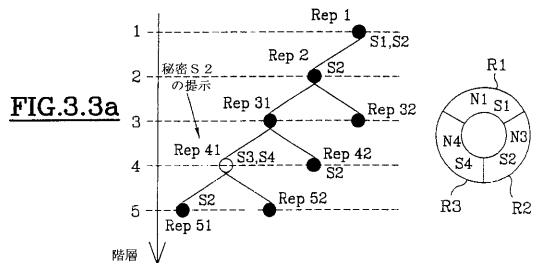 Rep 1
1
S1,S2
Rep 2
秘密S2
の提示
S2
2
R1
FIG.3.3a
Rep 31
Rep 32
N1
S1
3
N4
N3
Rep 41
S3,S4
Rep 42
S4
S2
4
S2
Rep 52
R3
R2
S2
5
Rep 51
階層